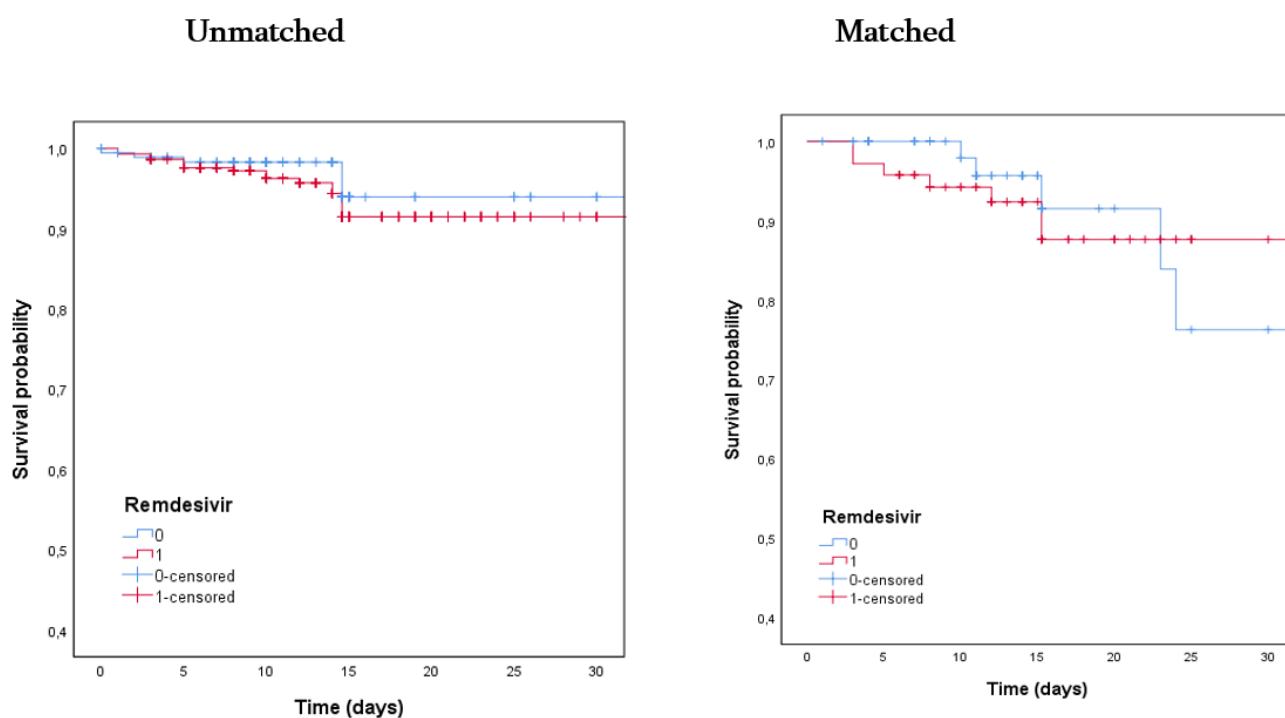 Unmatched
1,0
0,9
0,8
0,7
0,6
0,5
0,4
Survival probability
Remdesivir
0
1
0-censored
1-censored
0 5 10 15 20 25 30
Time (days)
Matched
1,0
0,9
0,8
0,7
0,6
0,5
0,4
Survival probability
Remdesivir
0
1
0-censored
1-censored
0 5 10 15 20 25 30
Time (days)